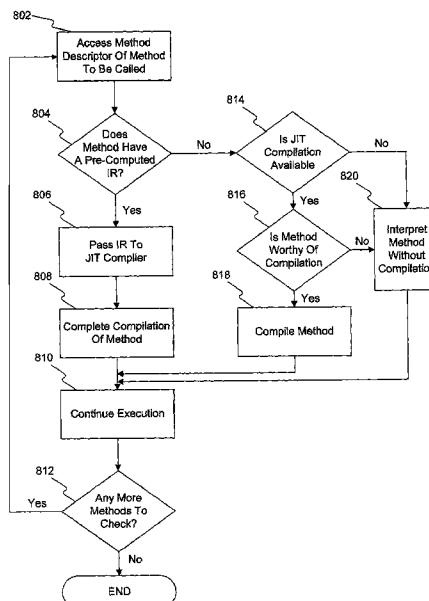 802
Access Method
Descriptor Of Method
To Be Called
804
Does
Method Have
A Pre-Computed
IR?
No
814
Is JIT
Compilation
Available
No
Yes
806
Pass IR To
JIT Complier
Yes
816
Is Method
Worthy Of
Compilation
No
820
Interpret
Method
Without
Compilation
808
Complete Compilation
Of Method
818
Yes
Compile Method
810
Continue Execution
812
Yes
Any More
Methods To
Check?
No
END